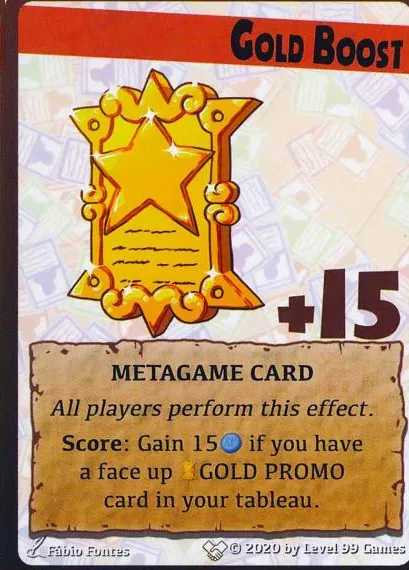 GOLD BOOST
+15
METAGAME CARD
All players perform this effect.
Score: Gain 15 if you have
a face up GOLD PROMO
card in your tableau.
Fábio Fontes
© 2020 by Level 99 Games